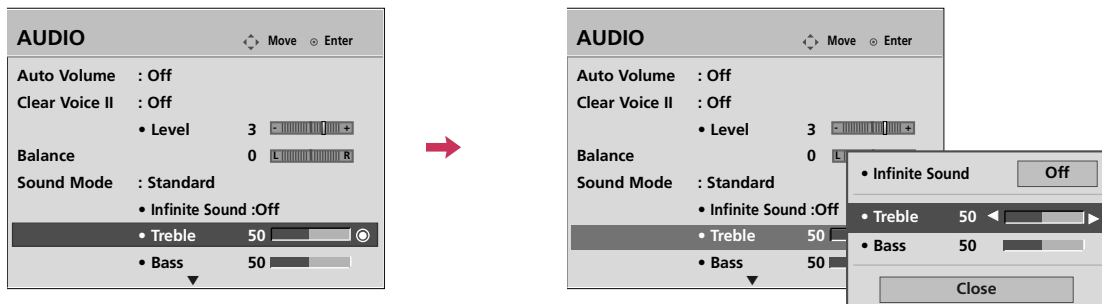 AUDIO Move Enter
Auto Volume : Off
Clear Voice II : Off
• Level 3 - +
Balance 0 L R
Sound Mode : Standard
• Infinite Sound :Off
• Treble 50
• Bass 50
AUDIO Move Enter
Auto Volume : Off
Clear Voice II : Off
• Level 3 - +
Balance 0 L
Sound Mode : Standard
• Infinite Sound :Off
• Treble 50
• Bass 50
• Infinite Sound Off
• Treble 50
• Bass 50
Close